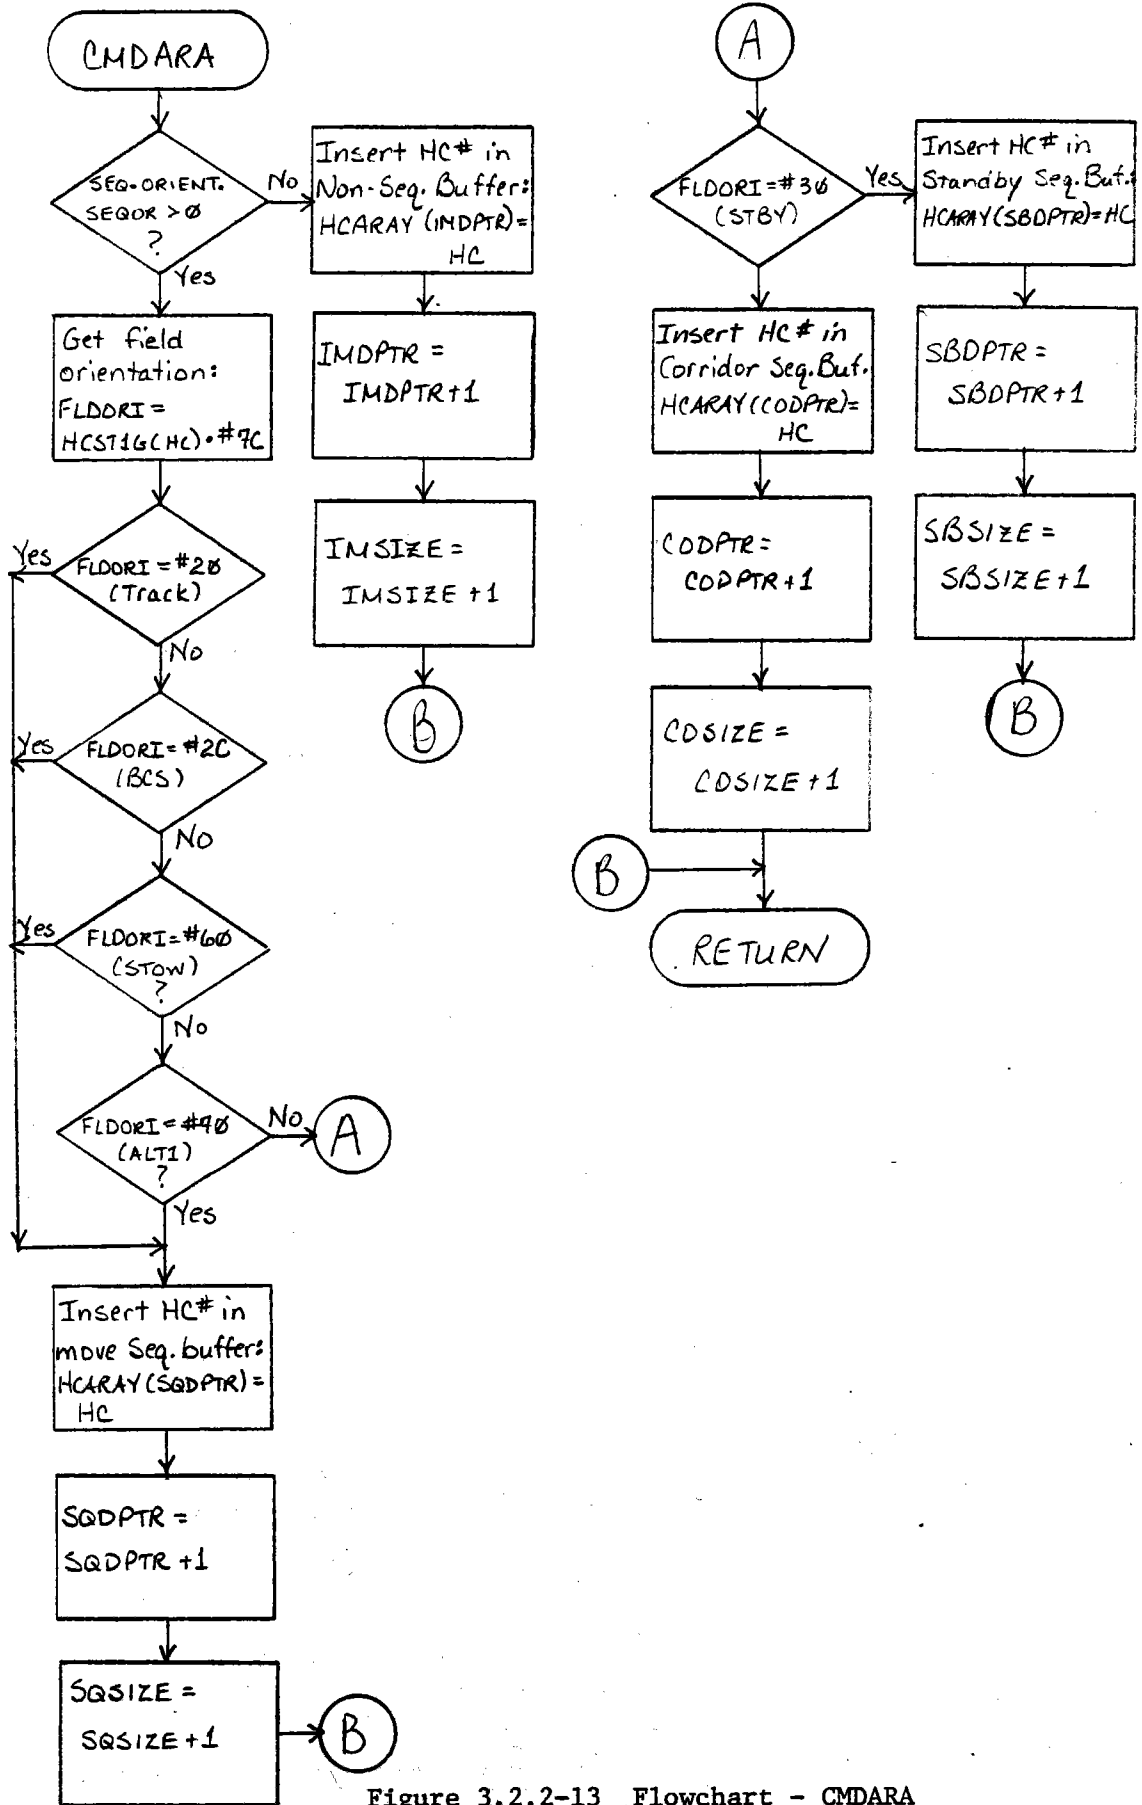 CMDARA
SEQ. ORIENT.
SEQOR > 0
?
No
Yes
Insert HC# in
Non-Seq. Buffer:
HCARAY (IMDPTR)=
HC
IMDPTR =
IMDPTR+1
IMSIZE =
IMSIZE +1
B
Get field
orientation:
FLDORI =
HCST1G(HC)•#7C
FLDORI = #20
(Track)
Yes
No
FLDORI = #2C
(BCS)
Yes
No
FLDORI = #60
(STOW)
?
Yes
No
FLDORI = #40
(ALT1)
?
No
A
Yes
Insert HC# in
move Seq. buffer:
HCARAY (SQDPTR) =
HC
SQDPTR =
SQDPTR +1
SQSIZE =
SQSIZE +1
B
A
FLDORI = #30
(STBY)
Yes
Insert HC# in
Standby Seq. Buf.:
HCARAY(SBDPTR)=HC
SBDPTR =
SBDPTR +1
SBSIZE =
SBSIZE +1
B
Insert HC# in
Corridor Seq. Buf.
HCARAY(CODPTR)=
HC
CODPTR =
CODPTR +1
CDSIZE =
CDSIZE +1
B
RETURN
Figure 3.2.2-13 Flowchart - CMDARA